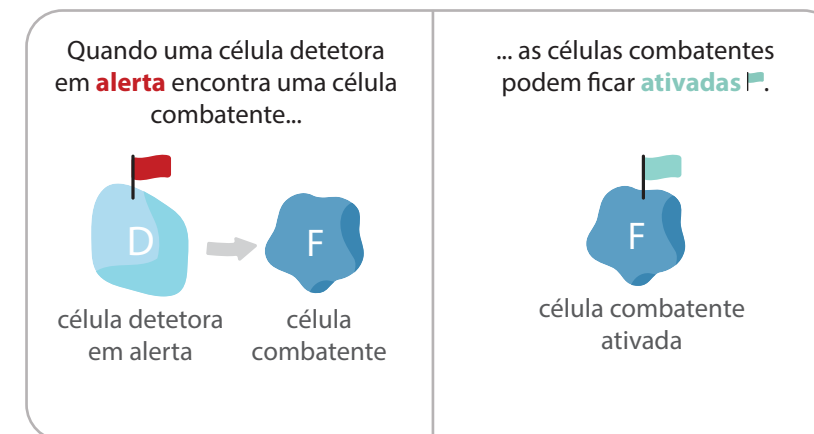 Quando uma célula detetora
em alerta encontra uma célula
combatente...
D
F
célula detetora
em alerta
célula
combatente
... as células combatentes
podem ficar ativadas .
F
célula combatente
ativada